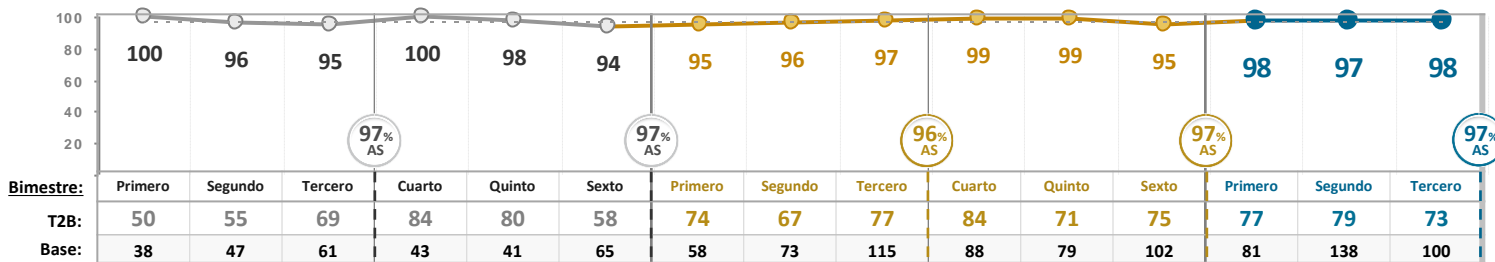 100
80
60
40
20
100 96 95 100 98 94 95 96 97 99 99 95 98 97 98
97% AS 97% AS 96% AS 97% AS 97% AS
Bimestre: Primero Segundo Tercero Cuarto Quinto Sexto Primero Segundo Tercero Cuarto Quinto Sexto Primero Segundo Tercero
T2B: 50 55 69 84 80 58 74 67 77 84 71 75 77 79 73
Base: 38 47 61 43 41 65 58 73 115 88 79 102 81 138 100